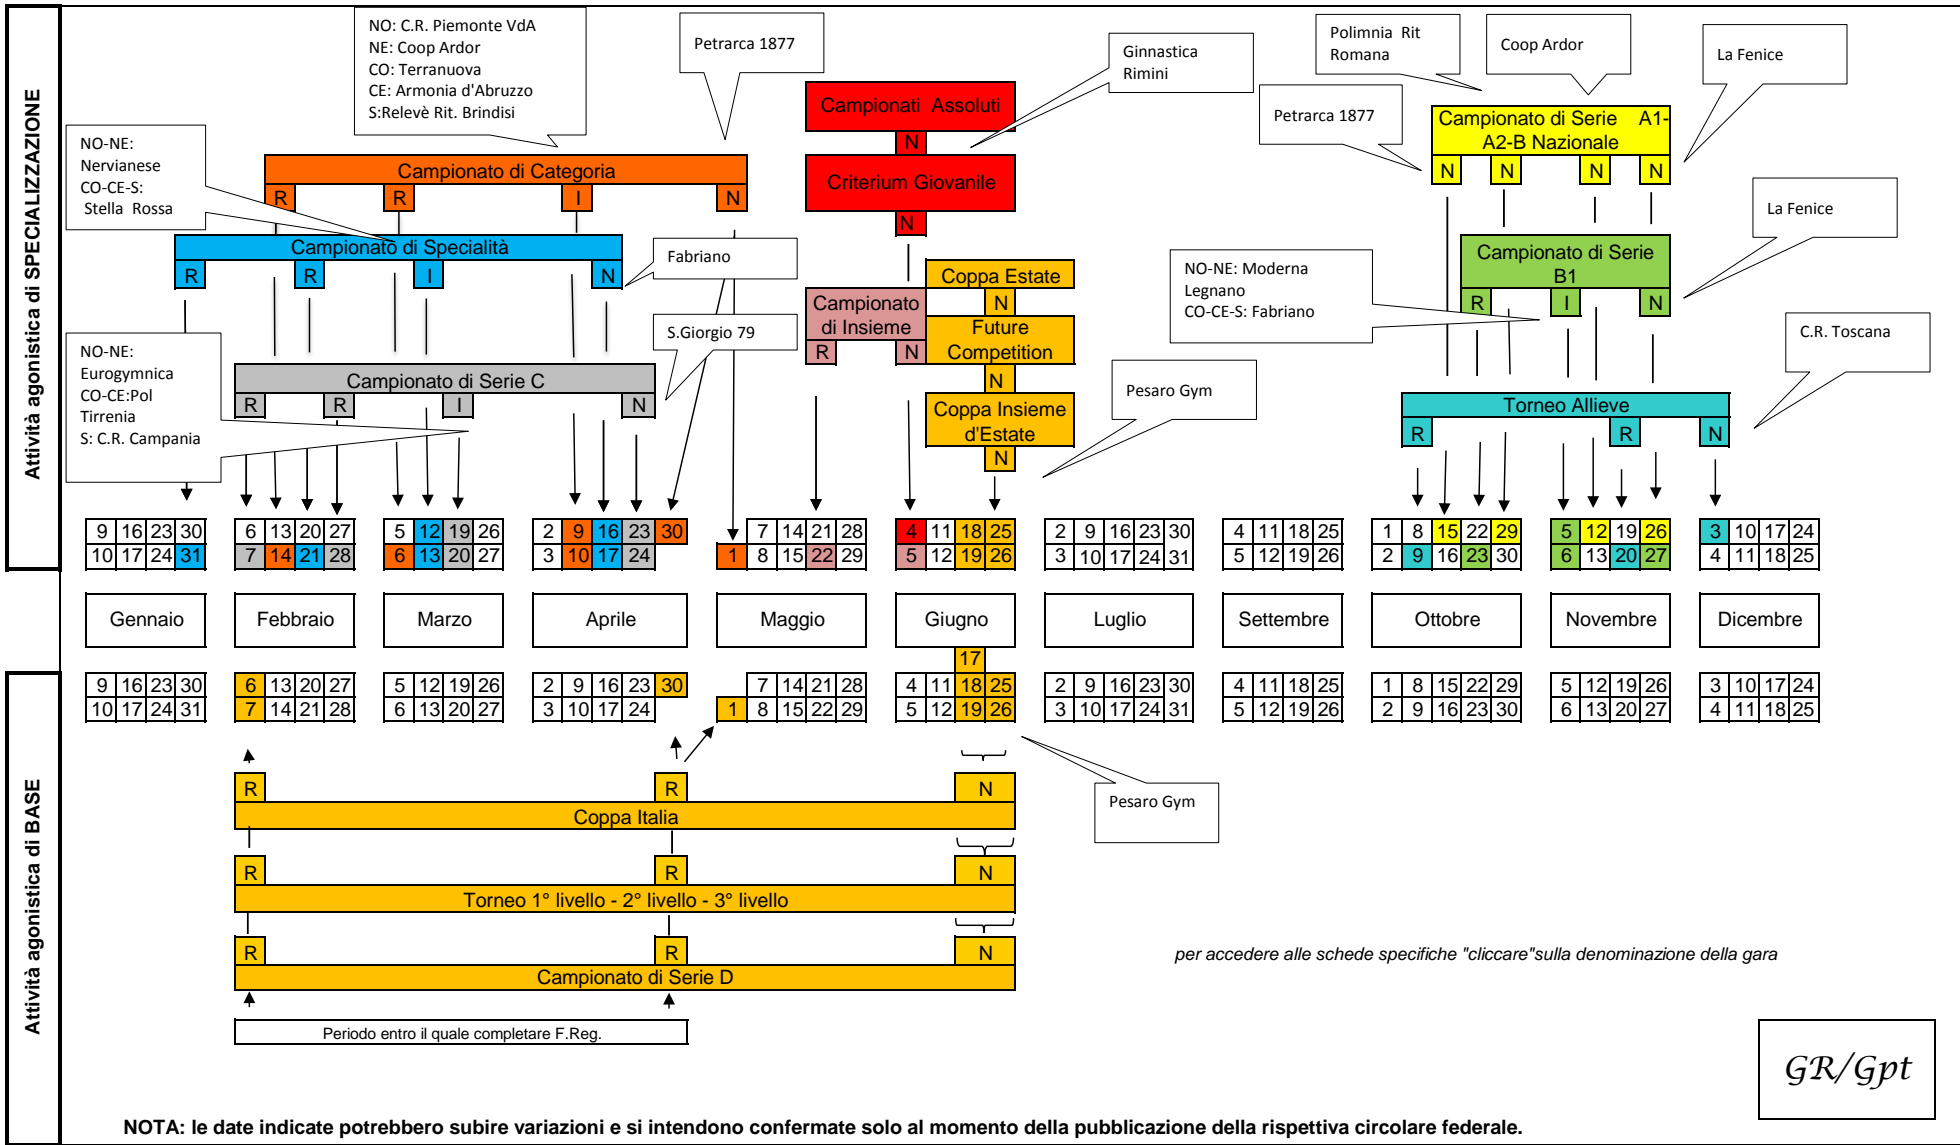 Attività agonistica di SPECIALIZZAZIONE
NO: C.R. Piemonte VdA
NE: Coop Ardor
CO: Terranuova
CE: Armonia d'Abruzzo
S:Relevè Rit. Brindisi
Petrarca 1877
Ginnastica
Rimini
Polimnia Rit
Romana
Coop Ardor
La Fenice
Petrarca 1877
NO-NE:
Nervianese
CO-CE-S:
Stella Rossa
Campionati Assoluti
N
Criterium Giovanile
N
Campionato di Serie A1-
A2-B Nazionale
N N N N
Campionato di Categoria
R R I N
Campionato di Specialità
R R I N
Fabriano
S.Giorgio 79
NO-NE:
Eurogymnica
CO-CE:Pol
Tirrenia
S: C.R. Campania
Campionato di Serie C
R R I N
Campionato
di Insieme
R N
Coppa Estate
N
Future
Competition
N
Coppa Insieme
d'Estate
N
Pesaro Gym
NO-NE: Moderna
Legnano
CO-CE-S: Fabriano
Campionato di Serie
B1
R I N
La Fenice
C.R. Toscana
Torneo Allieve
R R N
9 16 23 30 6 13 20 27 5 12 19 26 2 9 16 23 30 7 14 21 28 4 11 18 25 2 9 16 23 30 4 11 18 25 1 8 15 22 29 5 12 19 26 3 10 17 24
10 17 24 31 7 14 21 28 6 13 20 27 3 10 17 24 1 8 15 22 29 5 12 19 26 3 10 17 24 31 5 12 19 26 2 9 16 23 30 6 13 20 27 4 11 18 25
Gennaio Febbraio Marzo Aprile Maggio Giugno Luglio Settembre Ottobre Novembre Dicembre
Attività agonistica di BASE
17
9 16 23 30 6 13 20 27 5 12 19 26 2 9 16 23 30 7 14 21 28 4 11 18 25 2 9 16 23 30 4 11 18 25 1 8 15 22 29 5 12 19 26 3 10 17 24
10 17 24 31 7 14 21 28 6 13 20 27 3 10 17 24 1 8 15 22 29 5 12 19 26 3 10 17 24 31 5 12 19 26 2 9 16 23 30 6 13 20 27 4 11 18 25
R R N
Coppa Italia
Pesaro Gym
R R N
Torneo 1° livello - 2° livello - 3° livello
R R N
Campionato di Serie D
per accedere alle schede specifiche "cliccare"sulla denominazione della gara
Periodo entro il quale completare F.Reg.
GR/Gpt
NOTA: le date indicate potrebbero subire variazioni e si intendono confermate solo al momento della pubblicazione della rispettiva circolare federale.